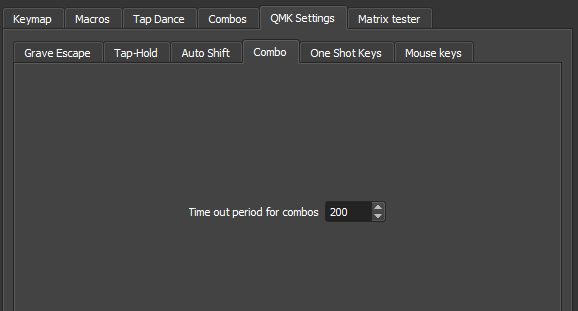 Keymap Macros Tap Dance Combos QMK Settings Matrix tester
Grave Escape Tap-Hold Auto Shift Combo One Shot Keys Mouse keys
Time out period for combos 200